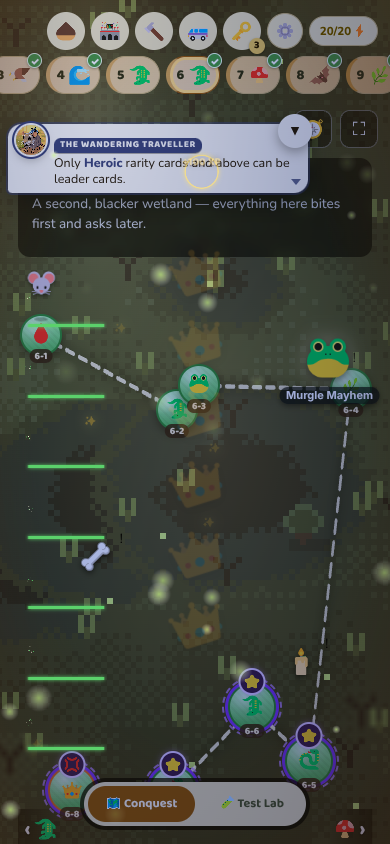 3
20/20
3
4
5
6
7
8
9
THE WANDERING TRAVELLER
Only Heroic rarity cards and above can be
leader cards.
A second, blacker wetland — everything here bites
first and asks later.
6-1
6-3
6-2
Murgle Mayhem
6-4
6-6
6-5
6-8
Conquest
Test Lab